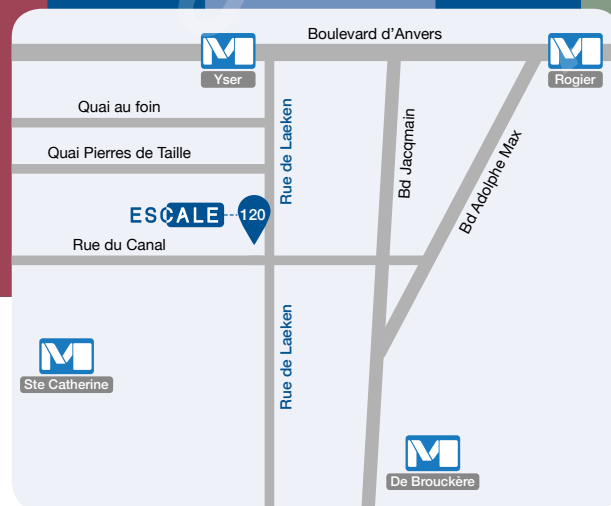 Boulevard d'Anvers
M
Yser
M
Rogier
Quai au foin
Quai Pierres de Taille
Rue de Laeken
Bd Jacqmain
Bd Adolphe Max
ESCALE 120
Rue du Canal
Rue de Laeken
M
Ste Catherine
M
De Brouckère